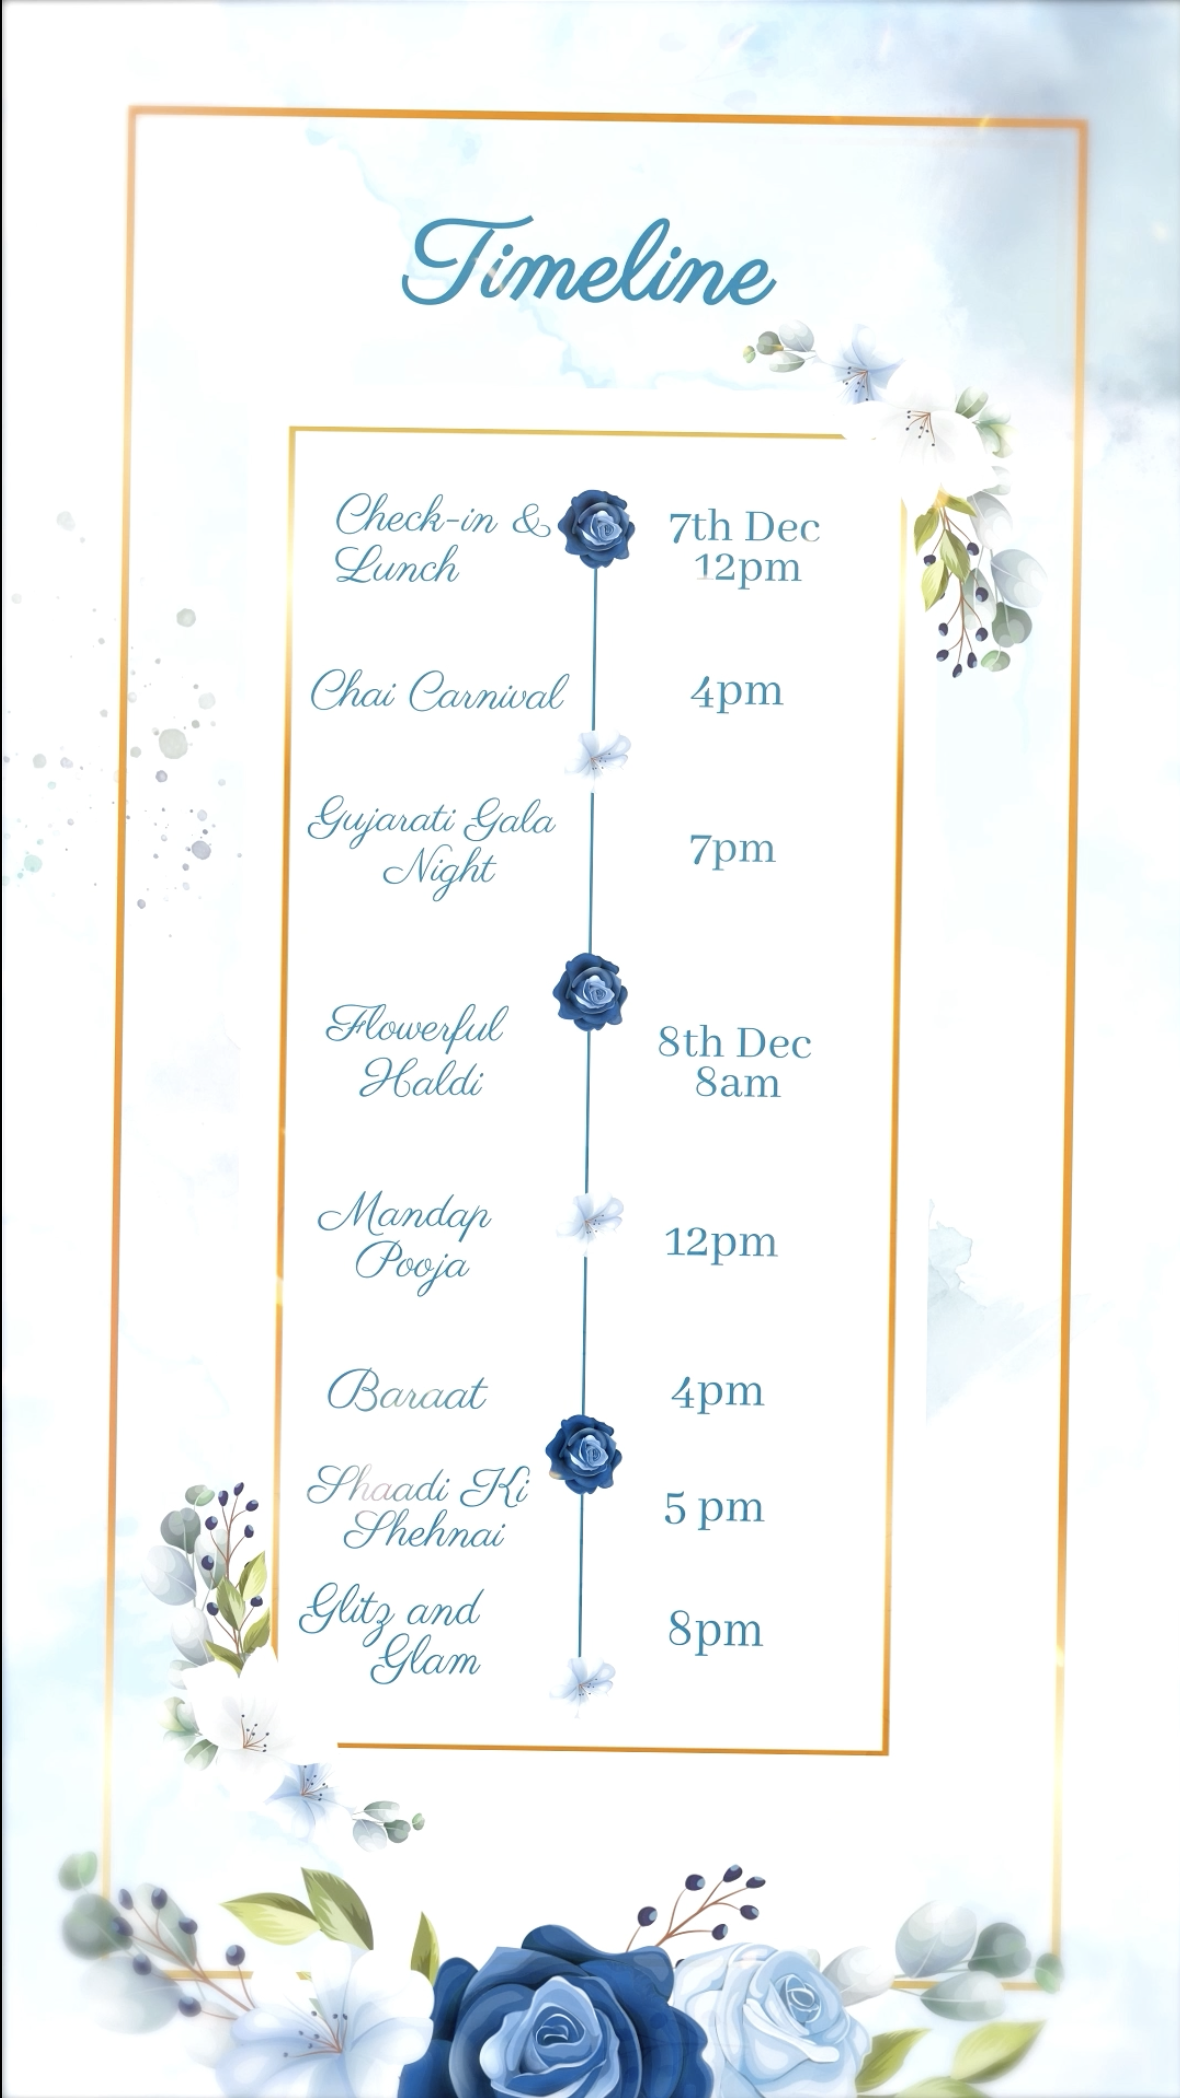 Timeline
Check-in &
Lunch
7th Dec
12pm
Chai Carnival
4pm
Gujarati Gala
Night
7pm
Flowerful
Haldi
8th Dec
8am
Mandap
Pooja
12pm
Baraat
4pm
Shaadi Ki
Shehnai
5 pm
Glitz and
Glam
8pm